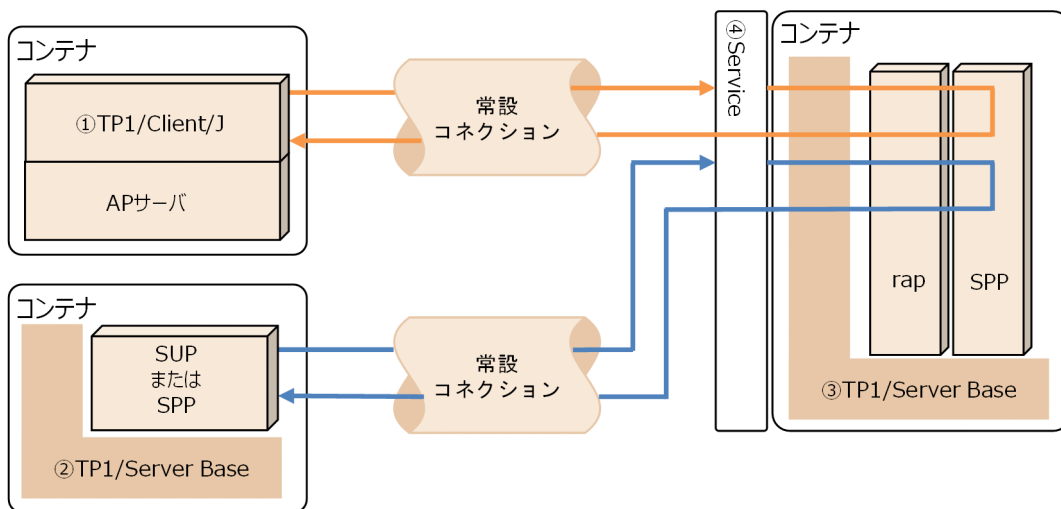 コンテナ
①TP1/Client/J
APサーバ
常設
コネクション
④Service
コンテナ
rap
SPP
③TP1/Server Base
コンテナ
SUP
または
SPP
②TP1/Server Base
常設
コネクション